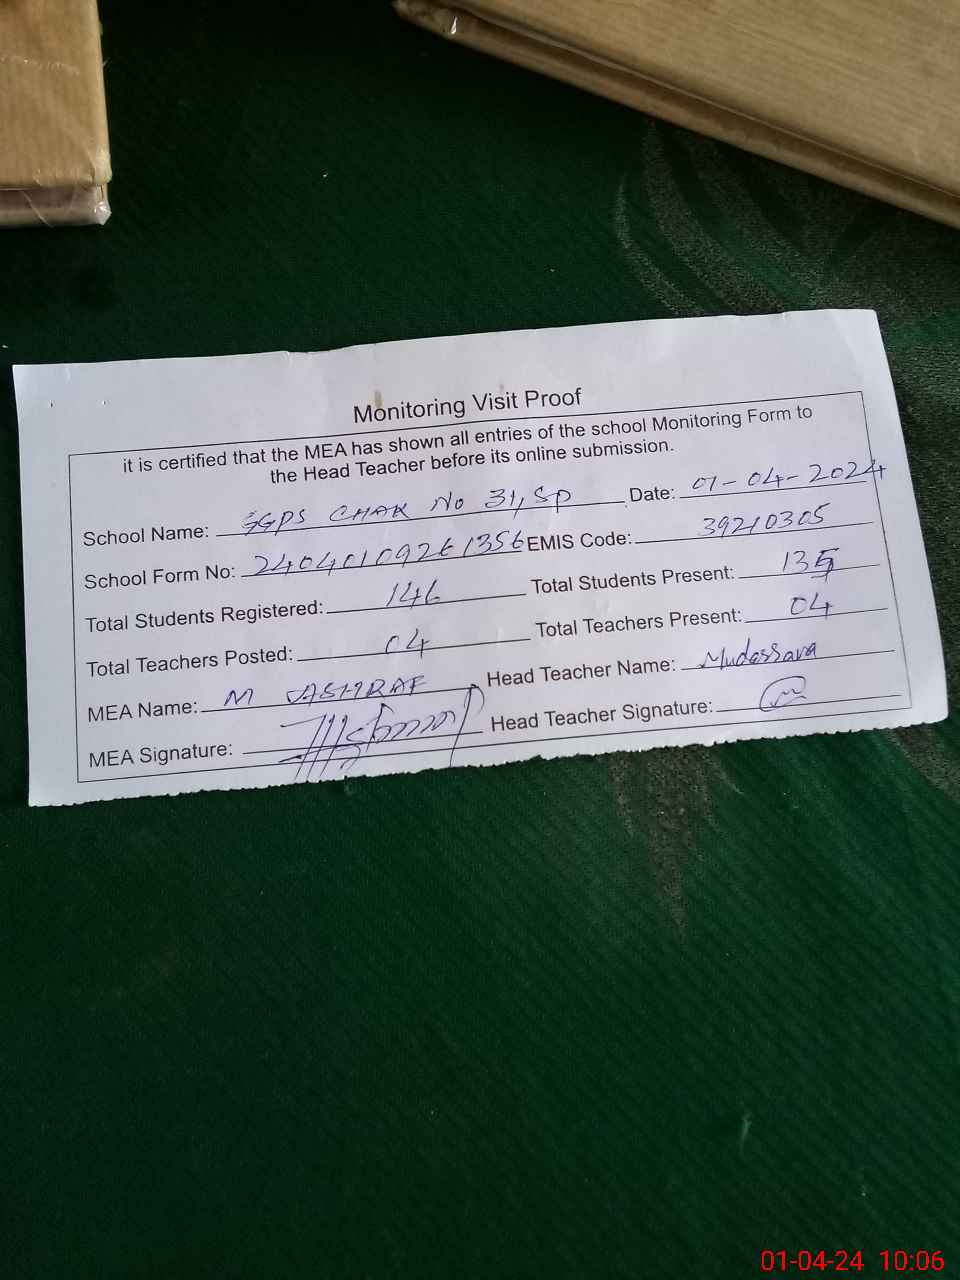 Monitoring Visit Proof
it is certified that the MEA has shown all entries of the school Monitoring Form to
the Head Teacher before its online submission.
School Name: GGPS CHAK No 31, SP Date: 01-04-2024
School Form No: 24040109261356 EMIS Code: 39210305
Total Students Registered: 146 Total Students Present: 135
Total Teachers Posted: 04 Total Teachers Present: 04
MEA Name: M ASHRAF Head Teacher Name: Mudassara
MEA Signature: Head Teacher Signature:
01-04-24 10:06